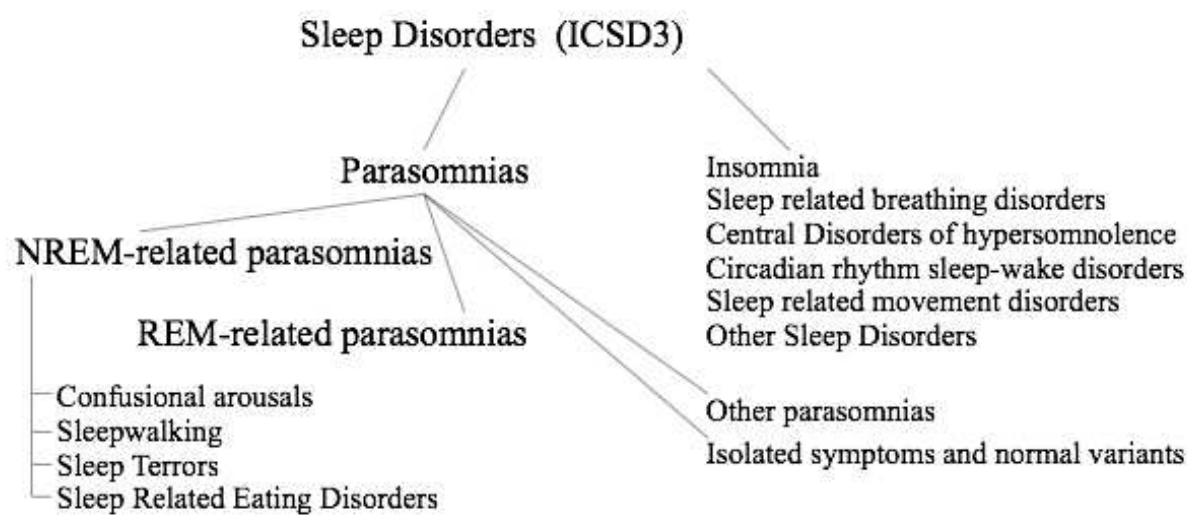 Sleep Disorders (ICSD3)
Parasomnias
NREM-related parasomnias
REM-related parasomnias
Confusional arousals
Sleepwalking
Sleep Terrors
Sleep Related Eating Disorders
Insomnia
Sleep related breathing disorders
Central Disorders of hypersomnolence
Circadian rhythm sleep-wake disorders
Sleep related movement disorders
Other Sleep Disorders
Other parasomnias
Isolated symptoms and normal variants